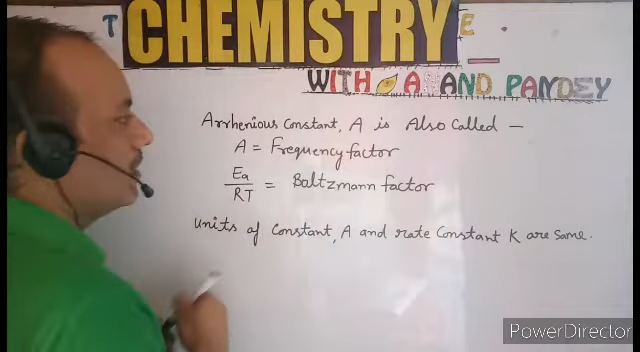 T CHEMISTRY E
WITH ANAND PANDEY
Arrhenious Constant, A is Also Called –
A = Frequency factor
Ea/RT = Baltzmann factor
Units of Constant, A and rate Constant K are same.
PowerDirector